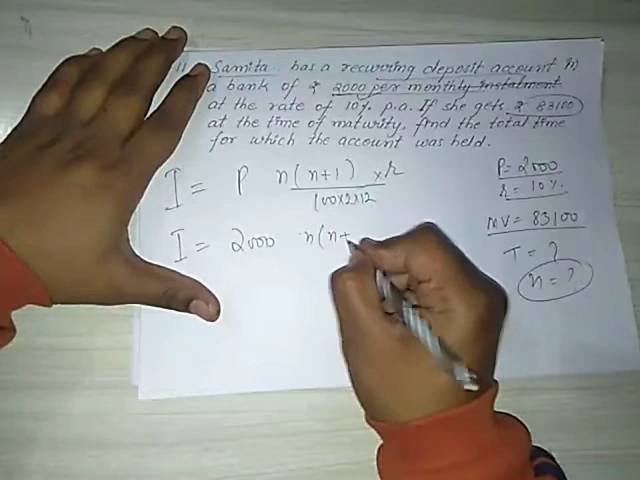 11. Samita has a recurring deposit account in
a bank of ₹ 2000 per monthly instalment
at the rate of 10% p.a. If she gets ₹ 83100
at the time of maturity, find the total time
for which the account was held.
I = P n(n+1) × r
100×2×12
I = 2000 n(n+
P = 2000
r = 10%
MV = 83100
T = ?
n = ?